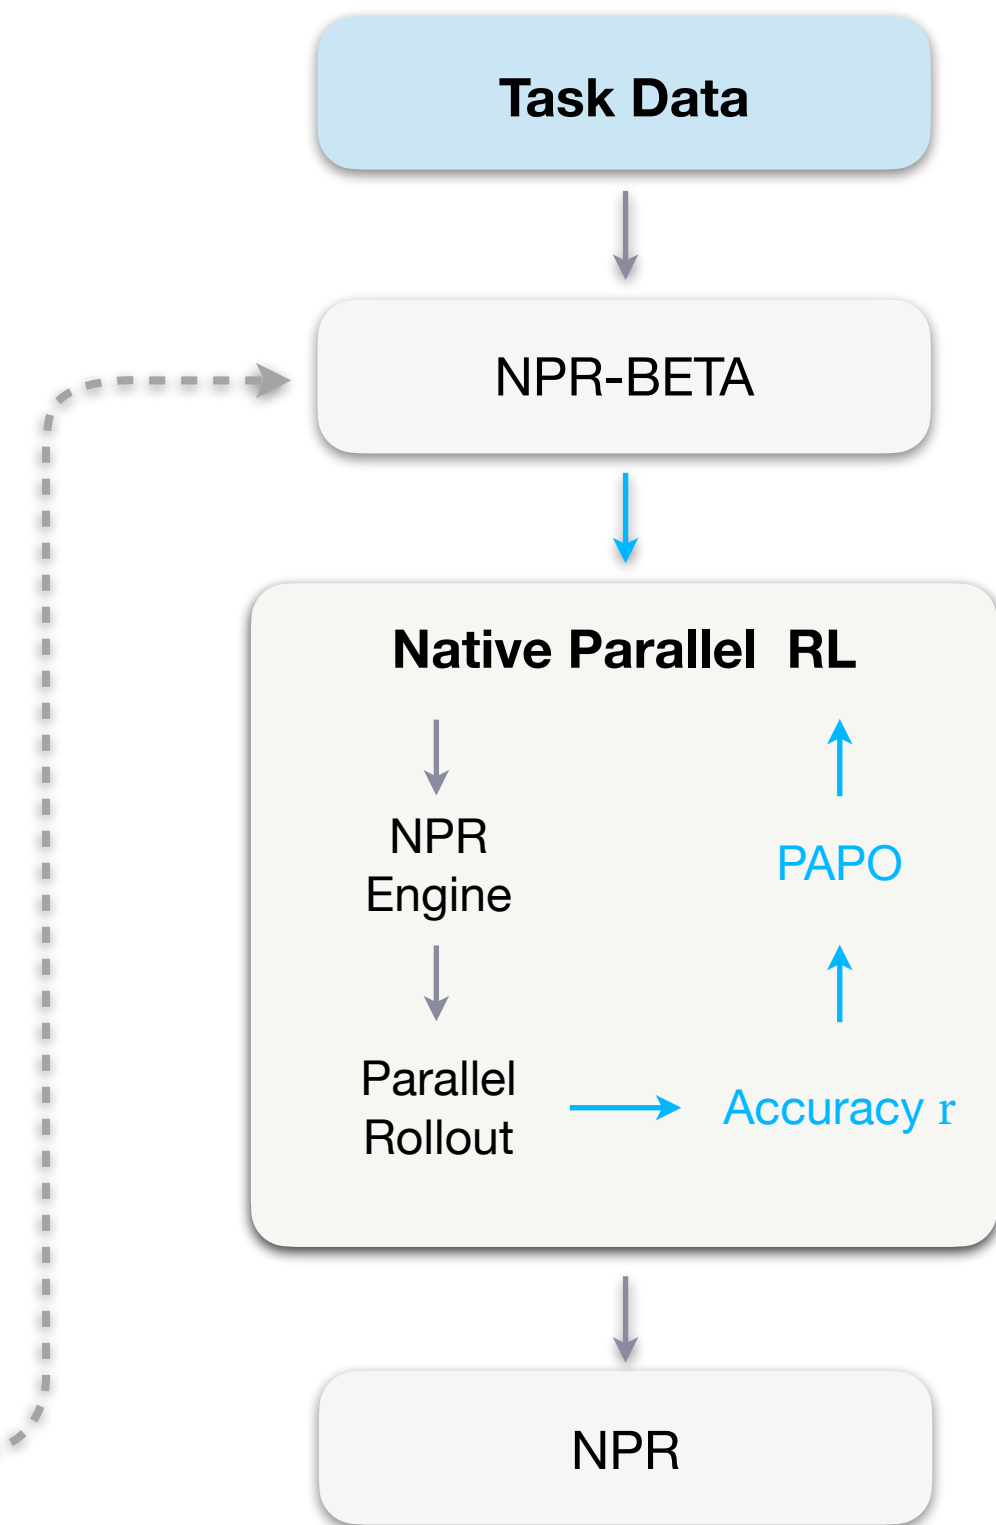 Task Data
NPR-BETA
Native Parallel RL
NPR
Engine
Parallel
Rollout
Accuracy r
PAPO
NPR